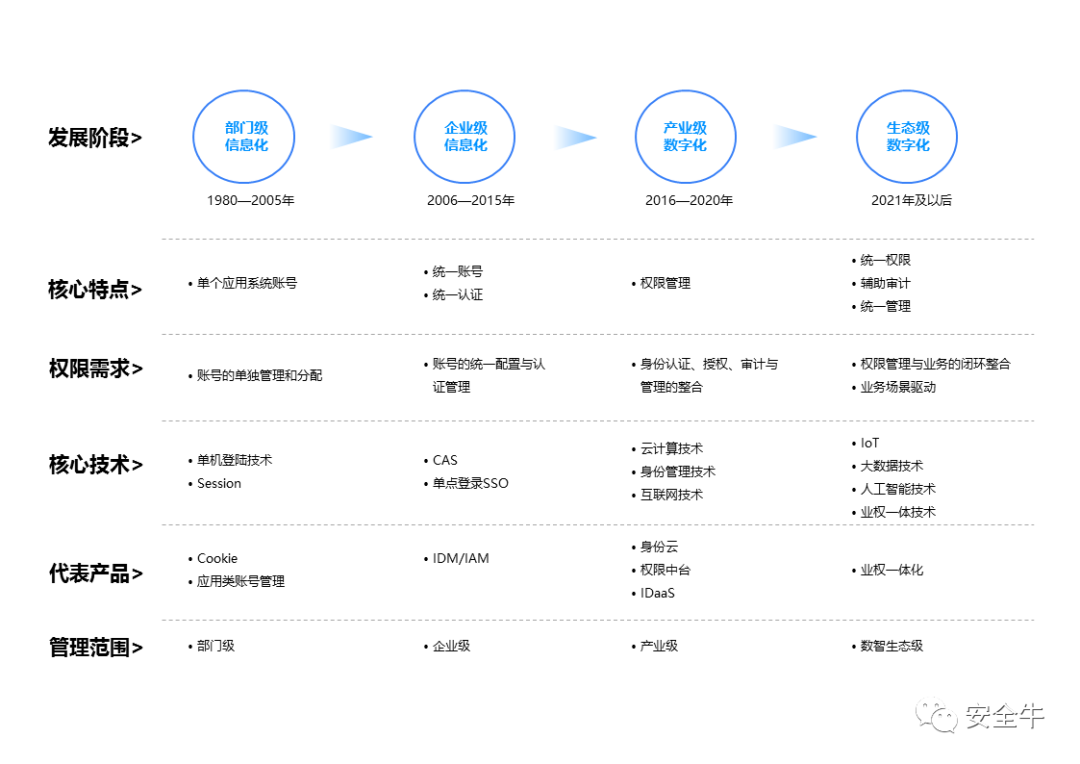 发展阶段>
部门级
信息化
企业级
信息化
产业级
数字化
生态级
数字化
1980—2005年
2006—2015年
2016—2020年
2021年及以后
核心特点>
• 单个应用系统账号
• 统一账号
• 统一认证
• 权限管理
• 统一权限
• 辅助审计
• 统一管理
权限需求>
• 账号的单独管理和分配
• 账号的统一配置与认
证管理
• 身份认证、授权、审计与
管理的整合
• 权限管理与业务的闭环整合
• 业务场景驱动
核心技术>
• 单机登陆技术
• Session
• CAS
• 单点登录SSO
• 云计算技术
• 身份管理技术
• 互联网技术
• IoT
• 大数据技术
• 人工智能技术
• 业权一体技术
代表产品>
• Cookie
• 应用类账号管理
• IDM/IAM
• 身份云
• 权限中台
• IDaaS
• 业权一体化
管理范围>
• 部门级
• 企业级
• 产业级
• 数智生态级
安全牛